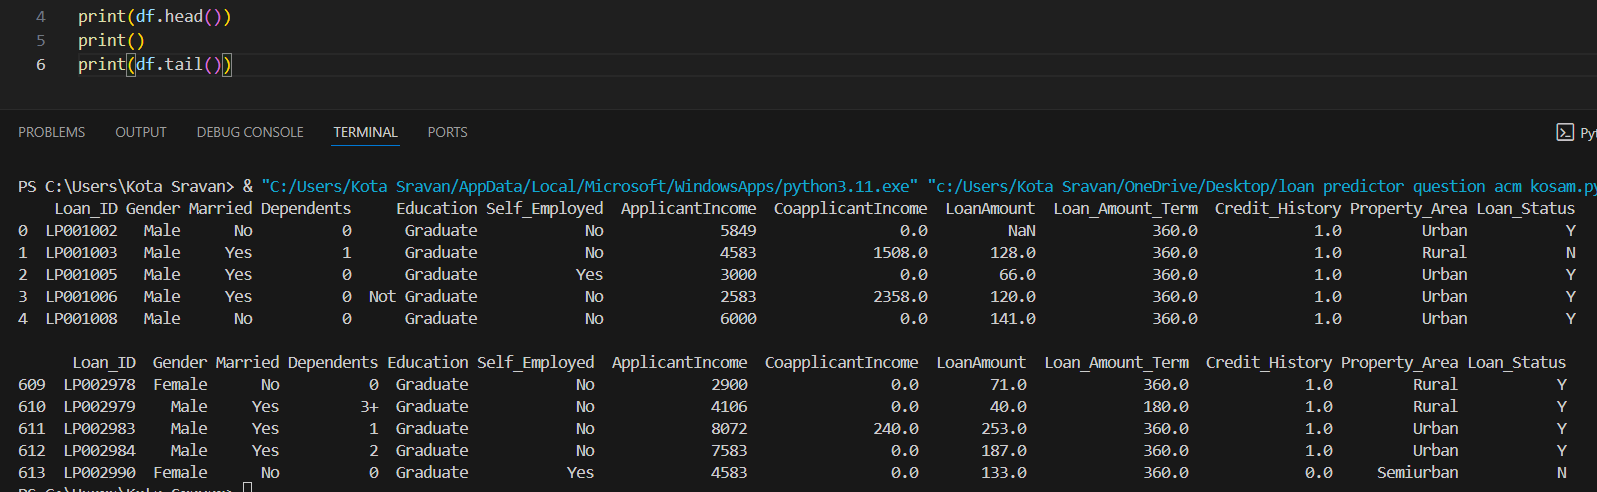 4 print(df.head())
5 print()
6 print(df.tail())
PROBLEMS OUTPUT DEBUG CONSOLE TERMINAL PORTS Pyt
PS C:\Users\Kota Sravan> & "C:/Users/Kota Sravan/AppData/Local/Microsoft/WindowsApps/python3.11.exe" "c:/Users/Kota Sravan/OneDrive/Desktop/loan predictor question acm kosam.py
Loan_ID Gender Married Dependents Education Self_Employed ApplicantIncome CoapplicantIncome LoanAmount Loan_Amount_Term Credit_History Property_Area Loan_Status
0 LP001002 Male No 0 Graduate No 5849 0.0 NaN 360.0 1.0 Urban Y
1 LP001003 Male Yes 1 Graduate No 4583 1508.0 128.0 360.0 1.0 Rural N
2 LP001005 Male Yes 0 Graduate Yes 3000 0.0 66.0 360.0 1.0 Urban Y
3 LP001006 Male Yes 0 Not Graduate No 2583 2358.0 120.0 360.0 1.0 Urban Y
4 LP001008 Male No 0 Graduate No 6000 0.0 141.0 360.0 1.0 Urban Y
Loan_ID Gender Married Dependents Education Self_Employed ApplicantIncome CoapplicantIncome LoanAmount Loan_Amount_Term Credit_History Property_Area Loan_Status
609 LP002978 Female No 0 Graduate No 2900 0.0 71.0 360.0 1.0 Rural Y
610 LP002979 Male Yes 3+ Graduate No 4106 0.0 40.0 180.0 1.0 Rural Y
611 LP002983 Male Yes 1 Graduate No 8072 240.0 253.0 360.0 1.0 Urban Y
612 LP002984 Male Yes 2 Graduate No 7583 0.0 187.0 360.0 1.0 Urban Y
613 LP002990 Female No 0 Graduate Yes 4583 0.0 133.0 360.0 0.0 Semiurban N
PS C:\Users\Kota Sravan>